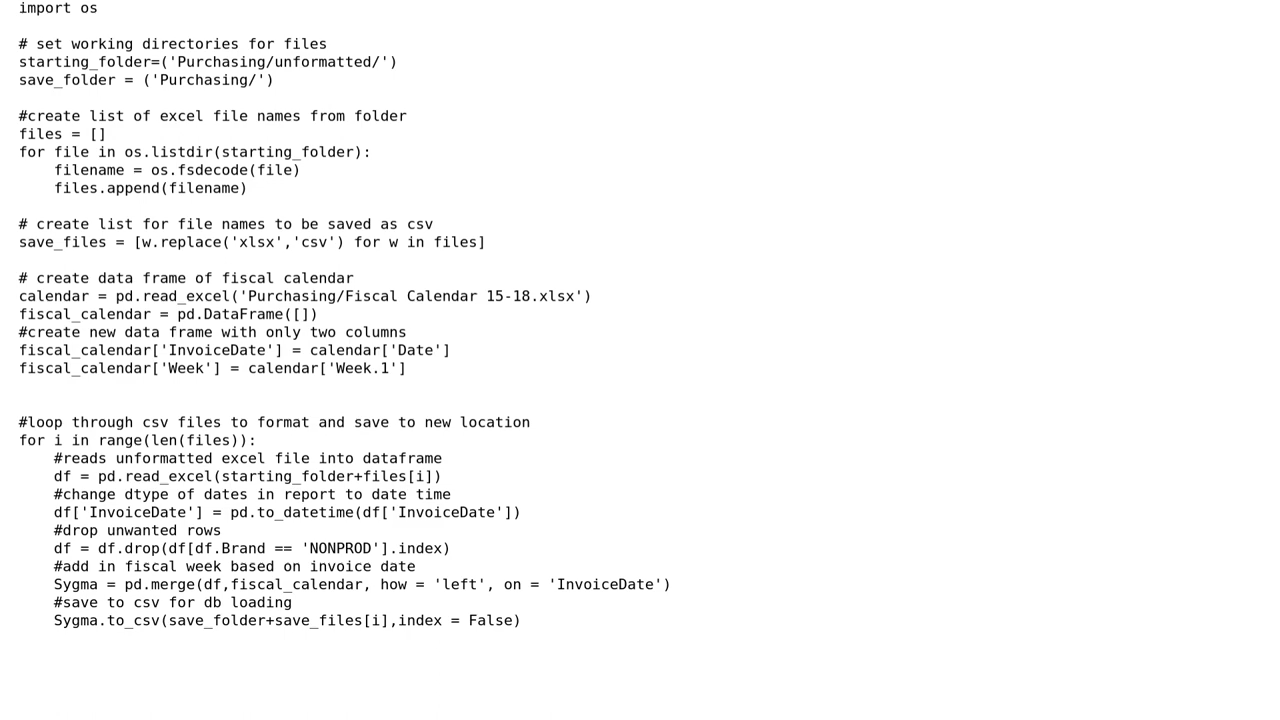 import os

# set working directories for files
starting_folder=('Purchasing/unformatted/')
save_folder = ('Purchasing/')

#create list of excel file names from folder
files = []
for file in os.listdir(starting_folder):
    filename = os.fsdecode(file)
    files.append(filename)

# create list for file names to be saved as csv
save_files = [w.replace('xlsx','csv') for w in files]

# create data frame of fiscal calendar
calendar = pd.read_excel('Purchasing/Fiscal Calendar 15-18.xlsx')
fiscal_calendar = pd.DataFrame([])
#create new data frame with only two columns
fiscal_calendar['InvoiceDate'] = calendar['Date']
fiscal_calendar['Week'] = calendar['Week.1']


#loop through csv files to format and save to new location
for i in range(len(files)):
    #reads unformatted excel file into dataframe
    df = pd.read_excel(starting_folder+files[i])
    #change dtype of dates in report to date time
    df['InvoiceDate'] = pd.to_datetime(df['InvoiceDate'])
    #drop unwanted rows
    df = df.drop(df[df.Brand == 'NONPROD'].index)
    #add in fiscal week based on invoice date
    Sygma = pd.merge(df,fiscal_calendar, how = 'left', on = 'InvoiceDate')
    #save to csv for db loading
    Sygma.to_csv(save_folder+save_files[i],index = False)